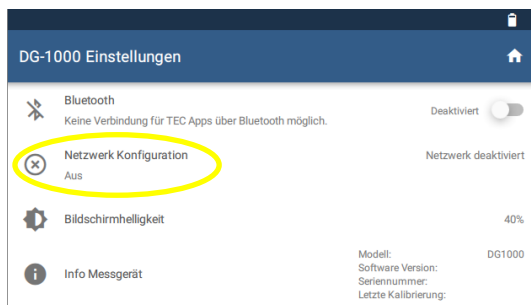 DG-1000 Einstellungen
Bluetooth
Keine Verbindung für TEC Apps über Bluetooth möglich.
Deaktiviert
Netzwerk Konfiguration
Aus
Netzwerk deaktiviert
Bildschirmhelligkeit
40%
Info Messgerät
Modell: DG1000
Software Version:
Seriennummer:
Letzte Kalibrierung: